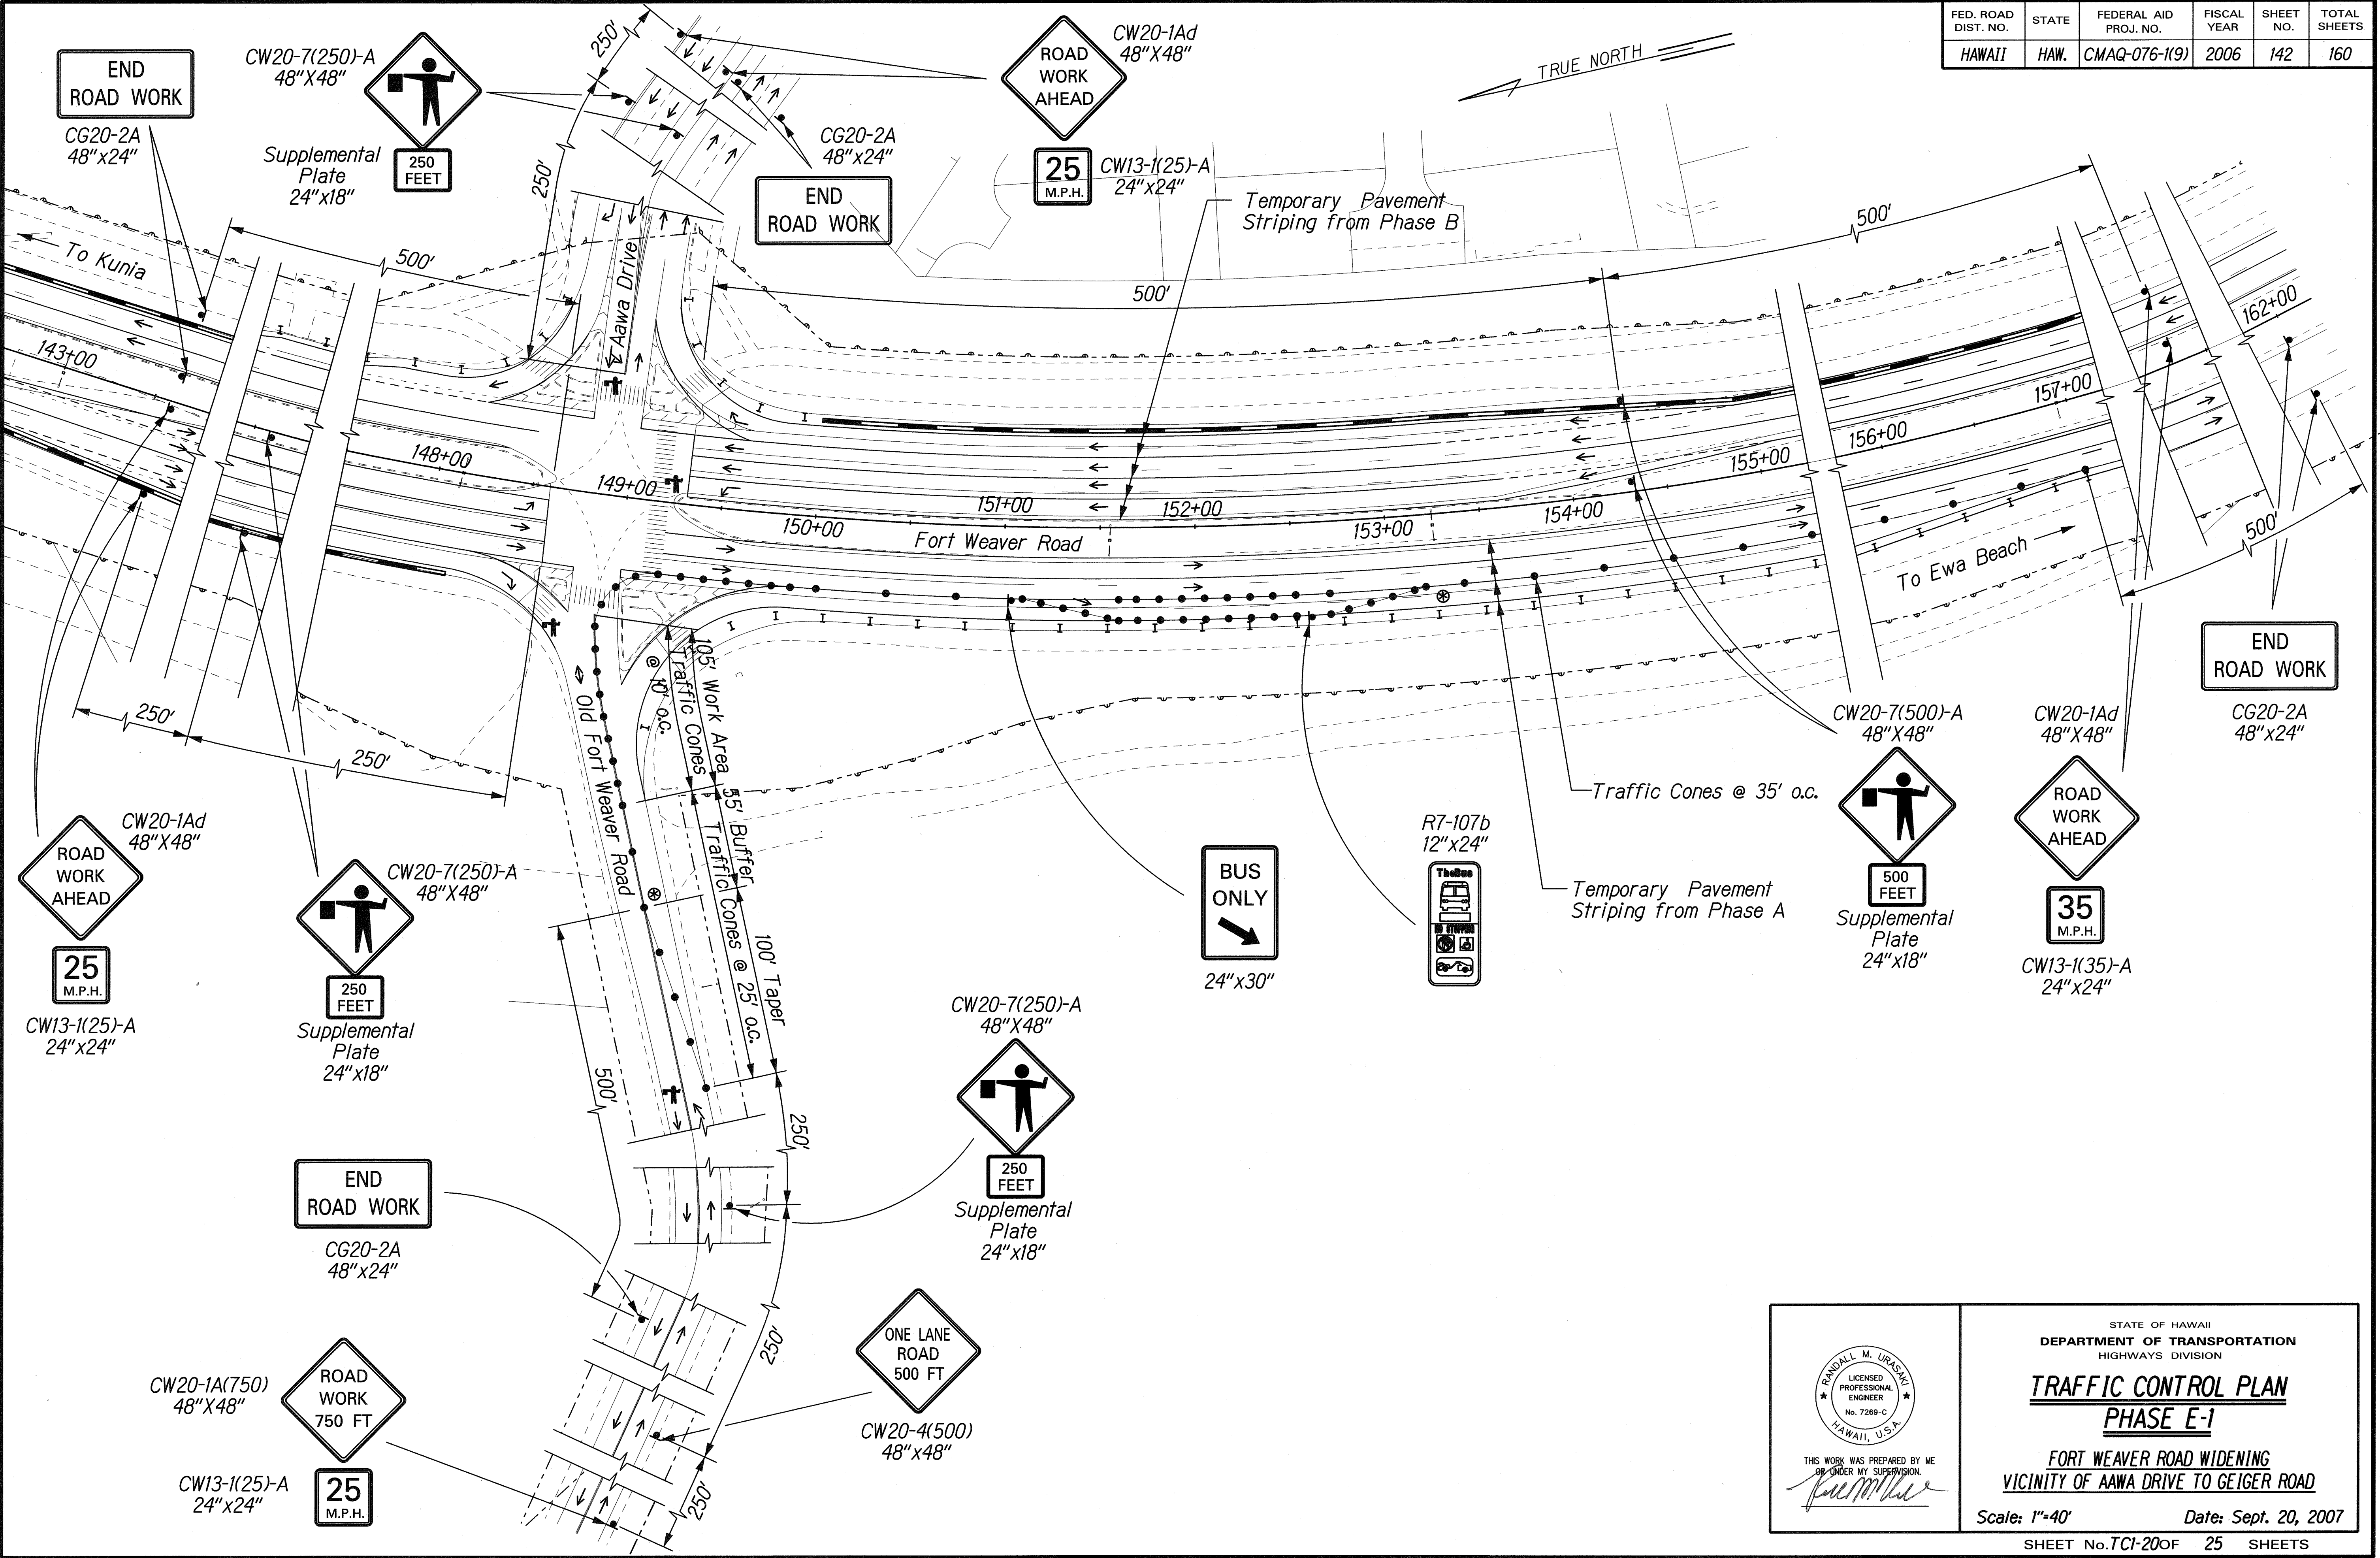 FED. ROAD DIST. NO.
STATE
FEDERAL AID PROJ. NO.
FISCAL YEAR
SHEET NO.
TOTAL SHEETS
HAWAII
HAW.
CMAQ-076-1(9)
2006
142
160
END
ROAD WORK
CG20-2A
48"x24"
CW20-7(250)-A
48"X48"
Supplemental
Plate
24"x18"
250
FEET
250'
250'
ROAD
WORK
AHEAD
CW20-1Ad
48"X48"
25
M.P.H.
CW13-1(25)-A
24"x24"
CG20-2A
48"x24"
END
ROAD WORK
TRUE NORTH
Temporary Pavement
Striping from Phase B
To Kunia
500'
Aawa Drive
500'
500'
143+00
148+00
149+00
150+00
151+00
152+00
153+00
154+00
155+00
156+00
157+00
162+00
Fort Weaver Road
To Ewa Beach
500'
250'
250'
Old Fort Weaver Road
105' Work Area
Traffic Cones
@ 10' o.c.
55' Buffer
100' Taper
Traffic Cones @ 25' o.c.
END
ROAD WORK
CG20-2A
48"x24"
CW20-1Ad
48"X48"
ROAD
WORK
AHEAD
25
M.P.H.
CW13-1(25)-A
24"x24"
CW20-7(250)-A
48"X48"
250
FEET
Supplemental
Plate
24"x18"
BUS
ONLY
24"x30"
R7-107b
12"x24"
TheBus
NO STOPPING
Traffic Cones @ 35' o.c.
Temporary Pavement
Striping from Phase A
CW20-7(500)-A
48"X48"
500
FEET
Supplemental
Plate
24"x18"
CW20-1Ad
48"X48"
ROAD
WORK
AHEAD
35
M.P.H.
CW13-1(35)-A
24"x24"
500'
250'
250'
250'
CW20-7(250)-A
48"X48"
250
FEET
Supplemental
Plate
24"x18"
END
ROAD WORK
CG20-2A
48"x24"
ONE LANE
ROAD
500 FT
CW20-4(500)
48"x48"
CW20-1A(750)
48"X48"
ROAD
WORK
750 FT
CW13-1(25)-A
24"x24"
25
M.P.H.
RANDALL M. URASAKI
LICENSED
PROFESSIONAL
ENGINEER
No. 7269-C
HAWAII, U.S.A.
THIS WORK WAS PREPARED BY ME
OR UNDER MY SUPERVISION.
STATE OF HAWAII
DEPARTMENT OF TRANSPORTATION
HIGHWAYS DIVISION
TRAFFIC CONTROL PLAN
PHASE E-1
FORT WEAVER ROAD WIDENING
VICINITY OF AAWA DRIVE TO GEIGER ROAD
Scale: 1"=40'
Date: Sept. 20, 2007
SHEET No.TC1-20OF 25 SHEETS